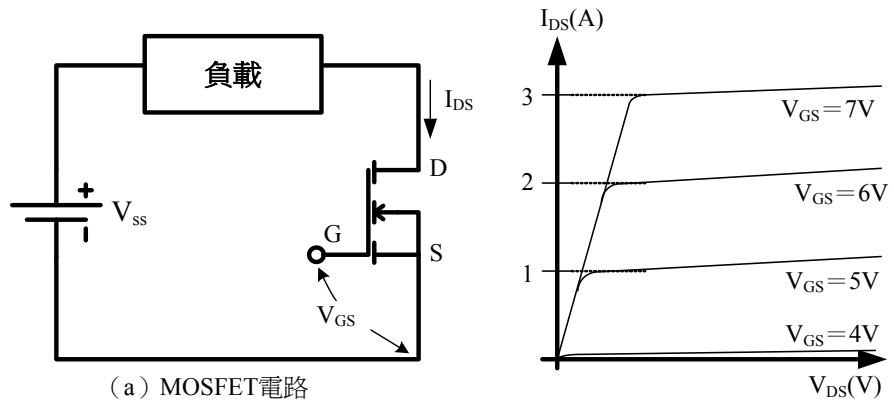 負載
I_DS
D
+
V_ss
G
S
V_GS
（a）MOSFET電路
I_DS(A)
3
V_GS＝7V
2
V_GS＝6V
1
V_GS＝5V
V_GS＝4V
V_DS(V)